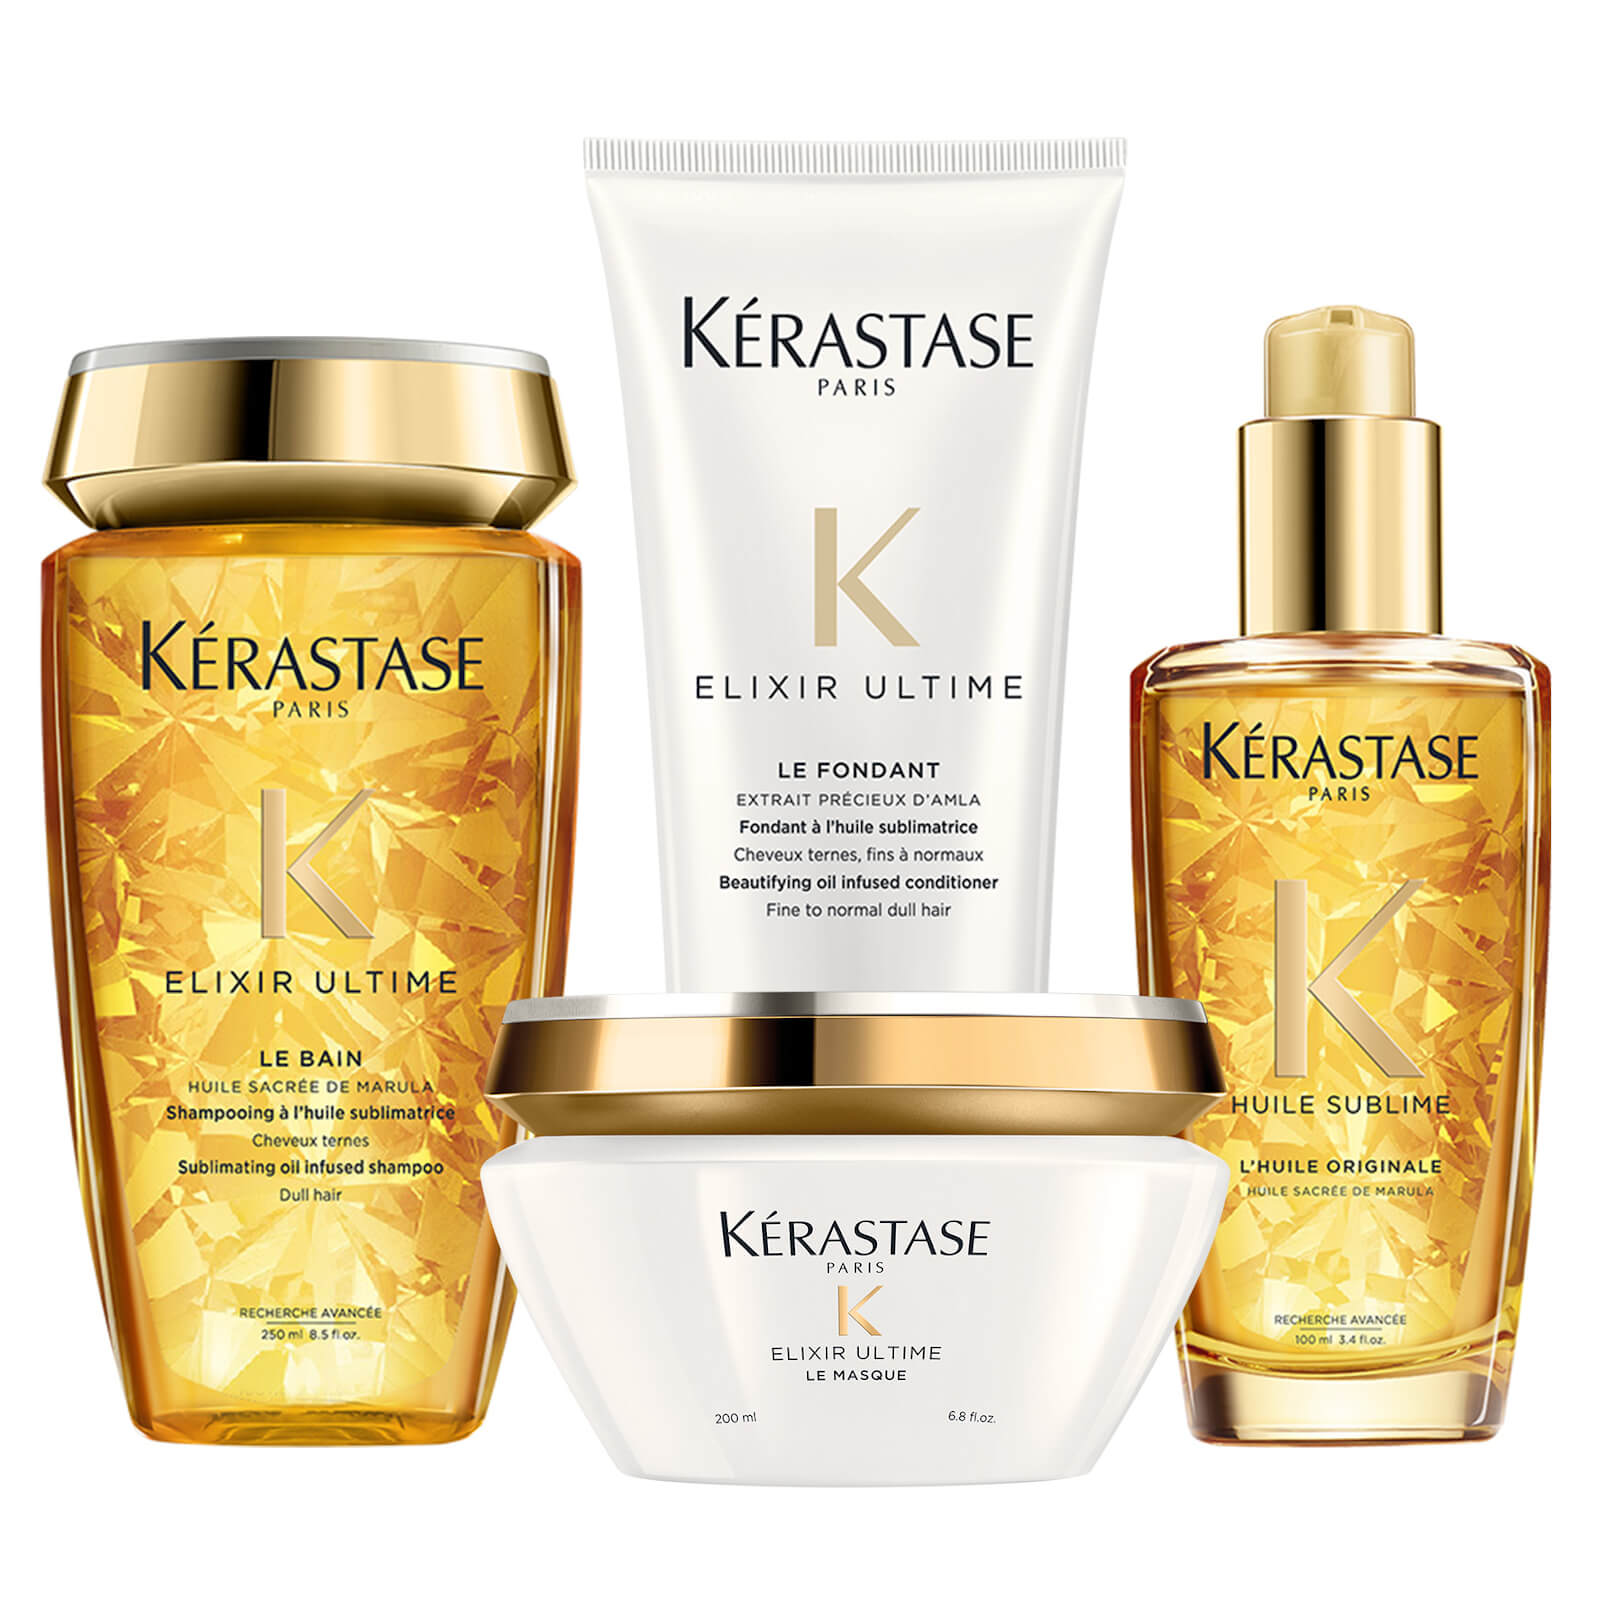 KÉRASTASE
PARIS
K
ELIXIR ULTIME
LE BAIN
HUILE SACRÉE DE MARULA
Shampooing à l'huile sublimatrice
Cheveux ternes
Sublimating oil infused shampoo
Dull hair
RECHERCHE AVANCÉE
250 ml 8.5 fl.oz.
KÉRASTASE
PARIS
K
ELIXIR ULTIME
LE FONDANT
EXTRAIT PRÉCIEUX D'AMLA
Fondant à l'huile sublimatrice
Cheveux ternes, fins à normaux
Beautifying oil infused conditioner
Fine to normal dull hair
KÉRASTASE
PARIS
K
ELIXIR ULTIME
LE MASQUE
200 ml 6.8 fl.oz.
KÉRASTASE
PARIS
K
HUILE SUBLIME
L'HUILE ORIGINALE
HUILE SACRÉE DE MARULA
RECHERCHE AVANCÉE
100 ml 3.4 fl.oz.